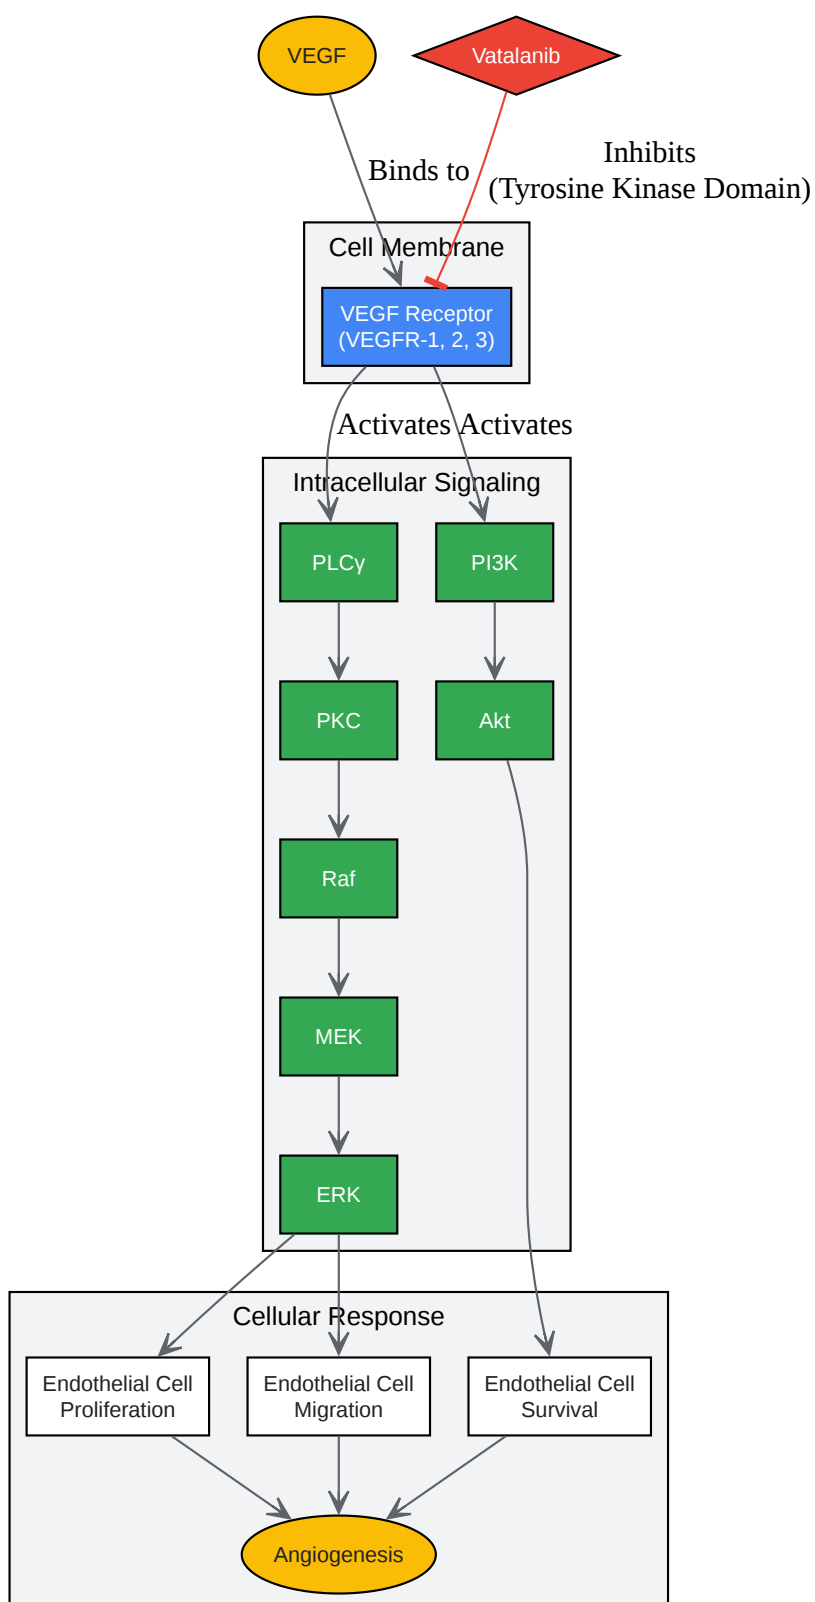 VEGF
Vatalanib
Binds to
Inhibits
(Tyrosine Kinase Domain)
Cell Membrane
VEGF Receptor
(VEGFR-1, 2, 3)
Activates
Activates
Intracellular Signaling
PLCγ
PI3K
PKC
Akt
Raf
MEK
ERK
Cellular Response
Endothelial Cell
Proliferation
Endothelial Cell
Migration
Endothelial Cell
Survival
Angiogenesis